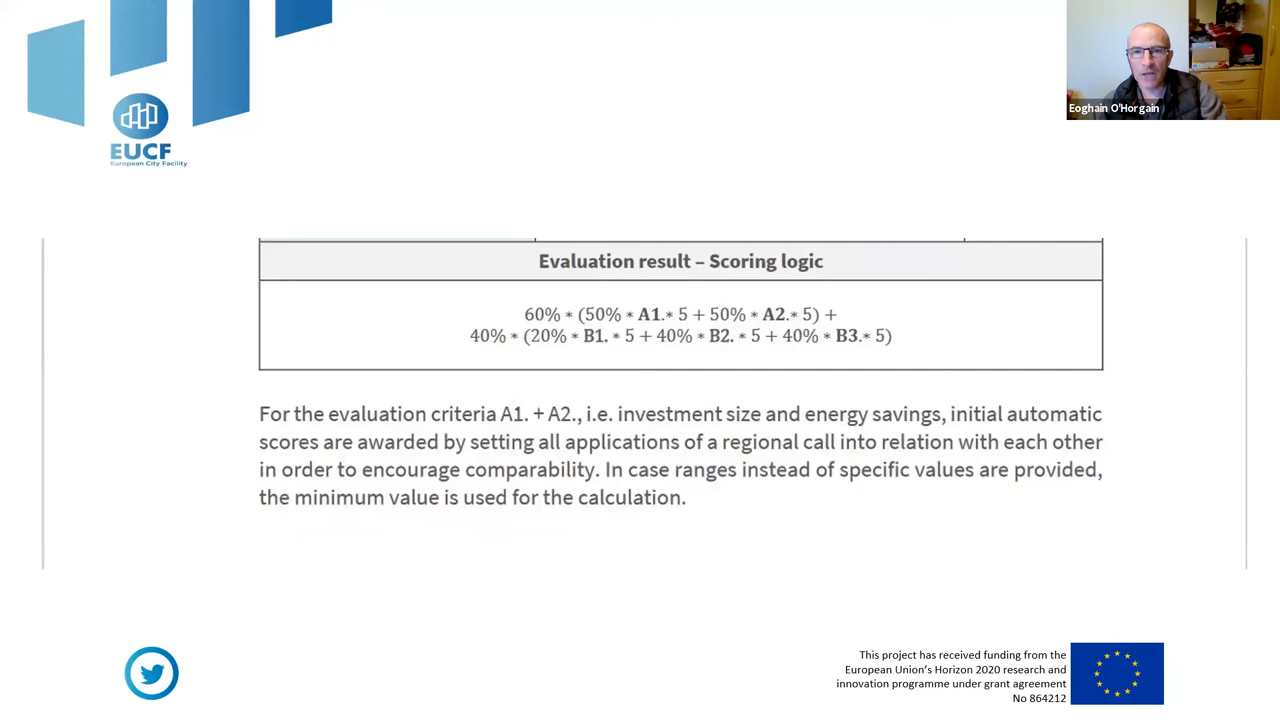 Eoghain O'Horgain
EUCF
European City Facility
Evaluation result – Scoring logic
60% * (50% * A1.* 5 + 50% * A2.* 5) +
40% * (20% * B1. * 5 + 40% * B2. * 5 + 40% * B3.* 5)
For the evaluation criteria A1. + A2., i.e. investment size and energy savings, initial automatic
scores are awarded by setting all applications of a regional call into relation with each other
in order to encourage comparability. In case ranges instead of specific values are provided,
the minimum value is used for the calculation.
This project has received funding from the
European Union's Horizon 2020 research and
innovation programme under grant agreement
No 864212